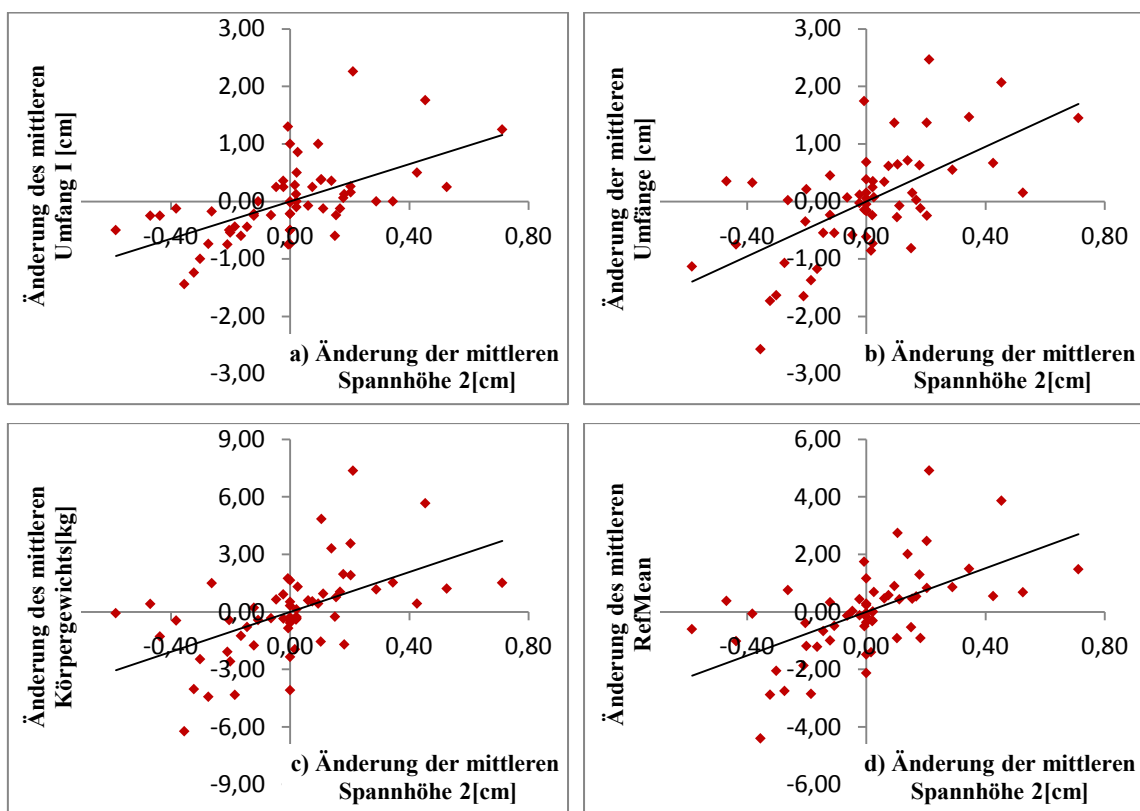 Änderung des mittleren
Umfang I [cm]
3,00
2,00
1,00
0,00
-1,00
-2,00
-3,00
-0,40
0,00
0,40
0,80
a) Änderung der mittleren
Spannhöhe 2[cm]
Änderung der mittleren
Umfänge [cm]
3,00
2,00
1,00
0,00
-1,00
-2,00
-3,00
-0,40
0,00
0,40
0,80
b) Änderung der mittleren
Spannhöhe 2[cm]
Änderung des mittleren
Körpergewichts[kg]
9,00
6,00
3,00
0,00
-3,00
-6,00
-9,00
-0,40
0,00
0,40
0,80
c) Änderung der mittleren
Spannhöhe 2[cm]
Änderung des mittleren
RefMean
6,00
4,00
2,00
0,00
-2,00
-4,00
-6,00
-0,40
0,00
0,40
0,80
d) Änderung der mittleren
Spannhöhe 2[cm]